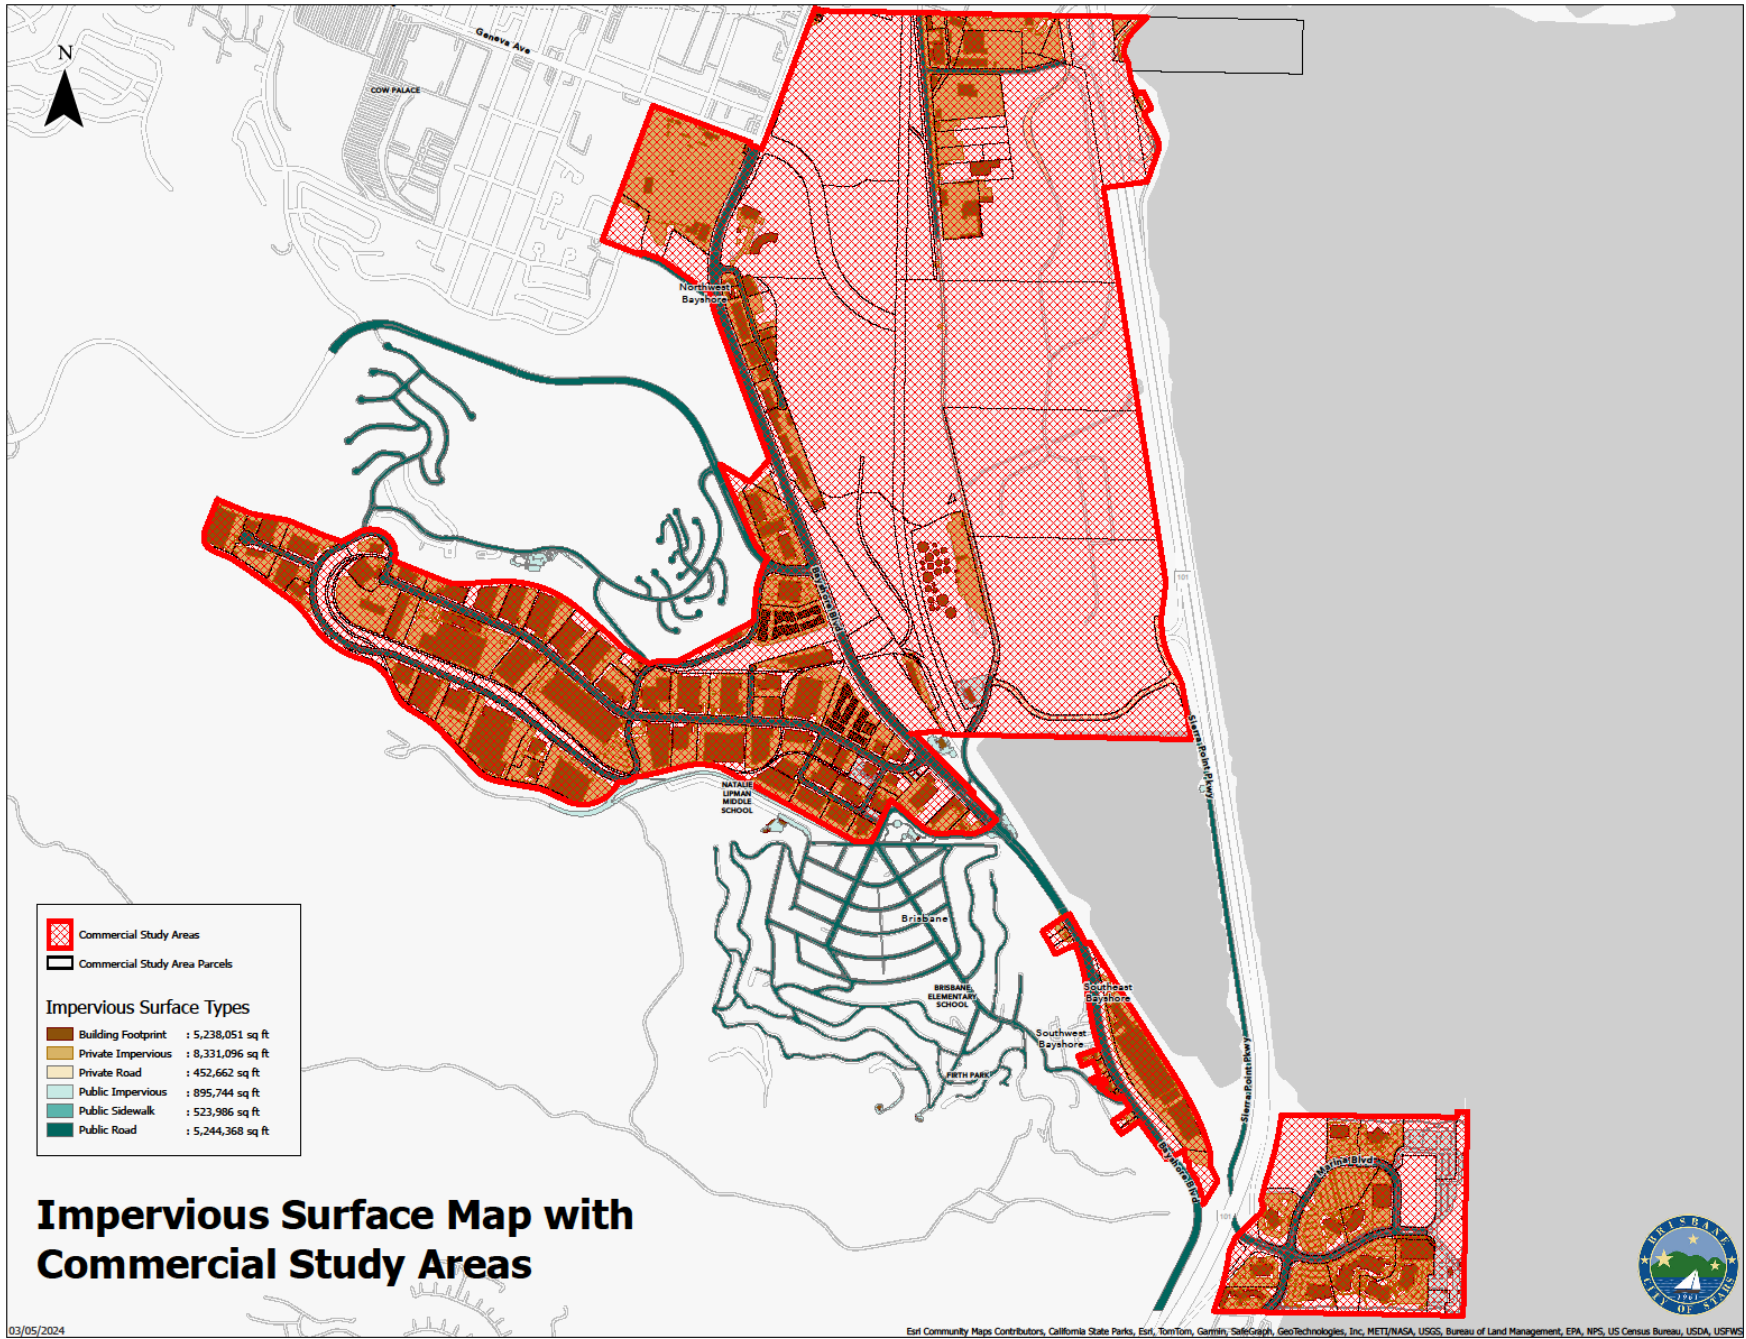 Geneva Ave
N
COW PALACE
Northwest
Bayshore
Bayshore Blvd
101
Sierra Point Pkwy
NATALIE
LIPMAN
MIDDLE
SCHOOL
Brisbane
BRISBANE
ELEMENTARY
SCHOOL
Southeast
Bayshore
Southwest
Bayshore
FIRTH PARK
Sierra Point Pkwy
Bayshore Blvd
Marina Blvd
101
Commercial Study Areas
Commercial Study Area Parcels
Impervious Surface Types
Building Footprint : 5,238,051 sq ft
Private Impervious : 8,331,096 sq ft
Private Road : 452,662 sq ft
Public Impervious : 895,744 sq ft
Public Sidewalk : 523,986 sq ft
Public Road : 5,244,368 sq ft
Impervious Surface Map with
Commercial Study Areas
BRISBANE
1961
CITY OF STARS
03/05/2024
Esri Community Maps Contributors, California State Parks, Esri, TomTom, Garmin, SafeGraph, GeoTechnologies, Inc, METI/NASA, USGS, Bureau of Land Management, EPA, NPS, US Census Bureau, USDA, USFWS